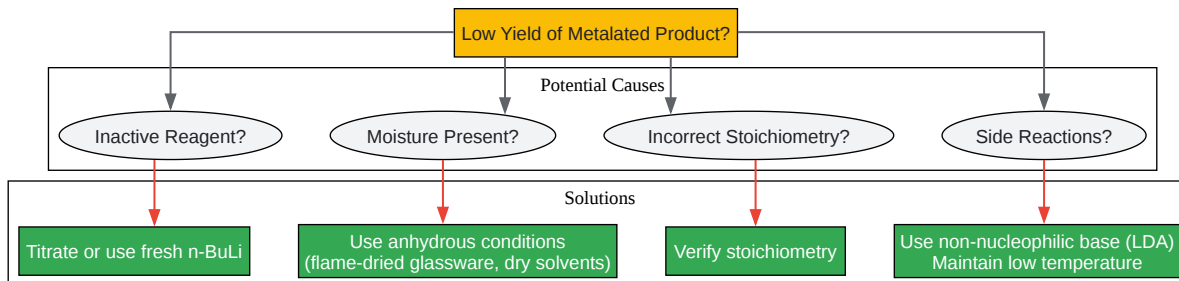 Low Yield of Metalated Product?
Potential Causes
Inactive Reagent?
Moisture Present?
Incorrect Stoichiometry?
Side Reactions?
Solutions
Titrate or use fresh n-BuLi
Use anhydrous conditions
(flame-dried glassware, dry solvents)
Verify stoichiometry
Use non-nucleophilic base (LDA)
Maintain low temperature